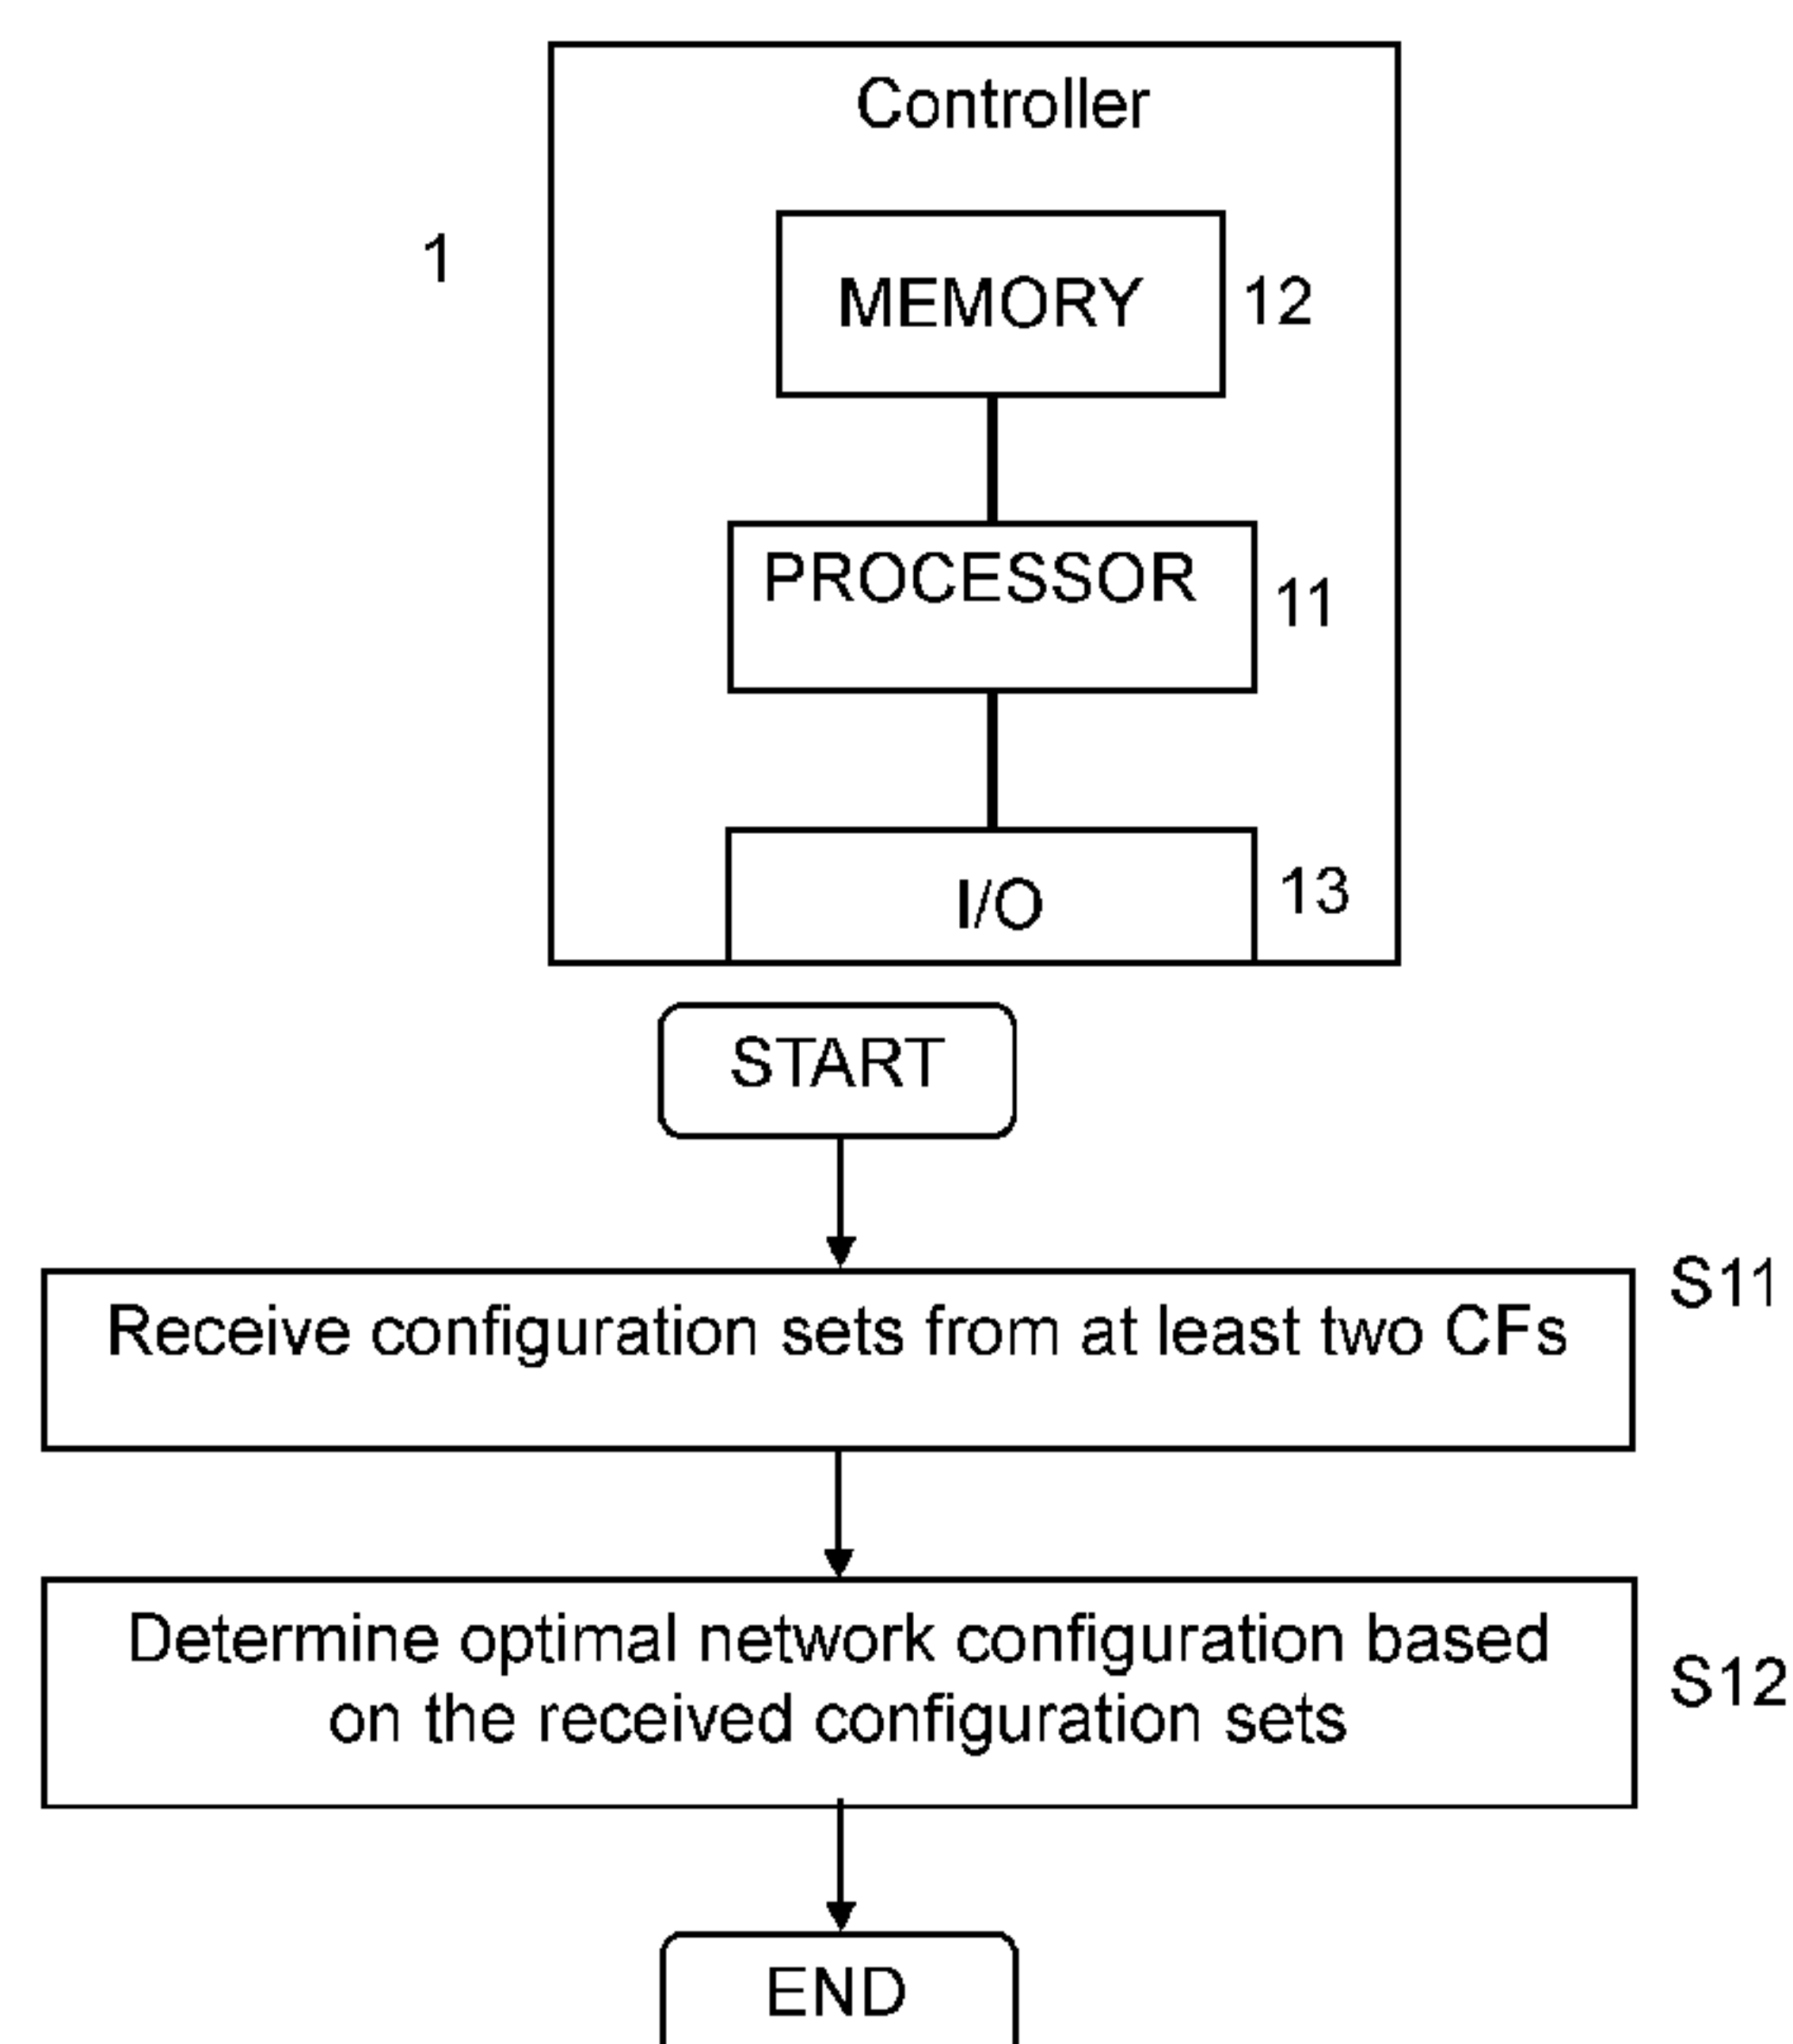 Controller
1
MEMORY
12
PROCESSOR
11
I/O
13
START
S11
Receive configuration sets from at least two CFs
Determine optimal network configuration based
on the received configuration sets
S12
END